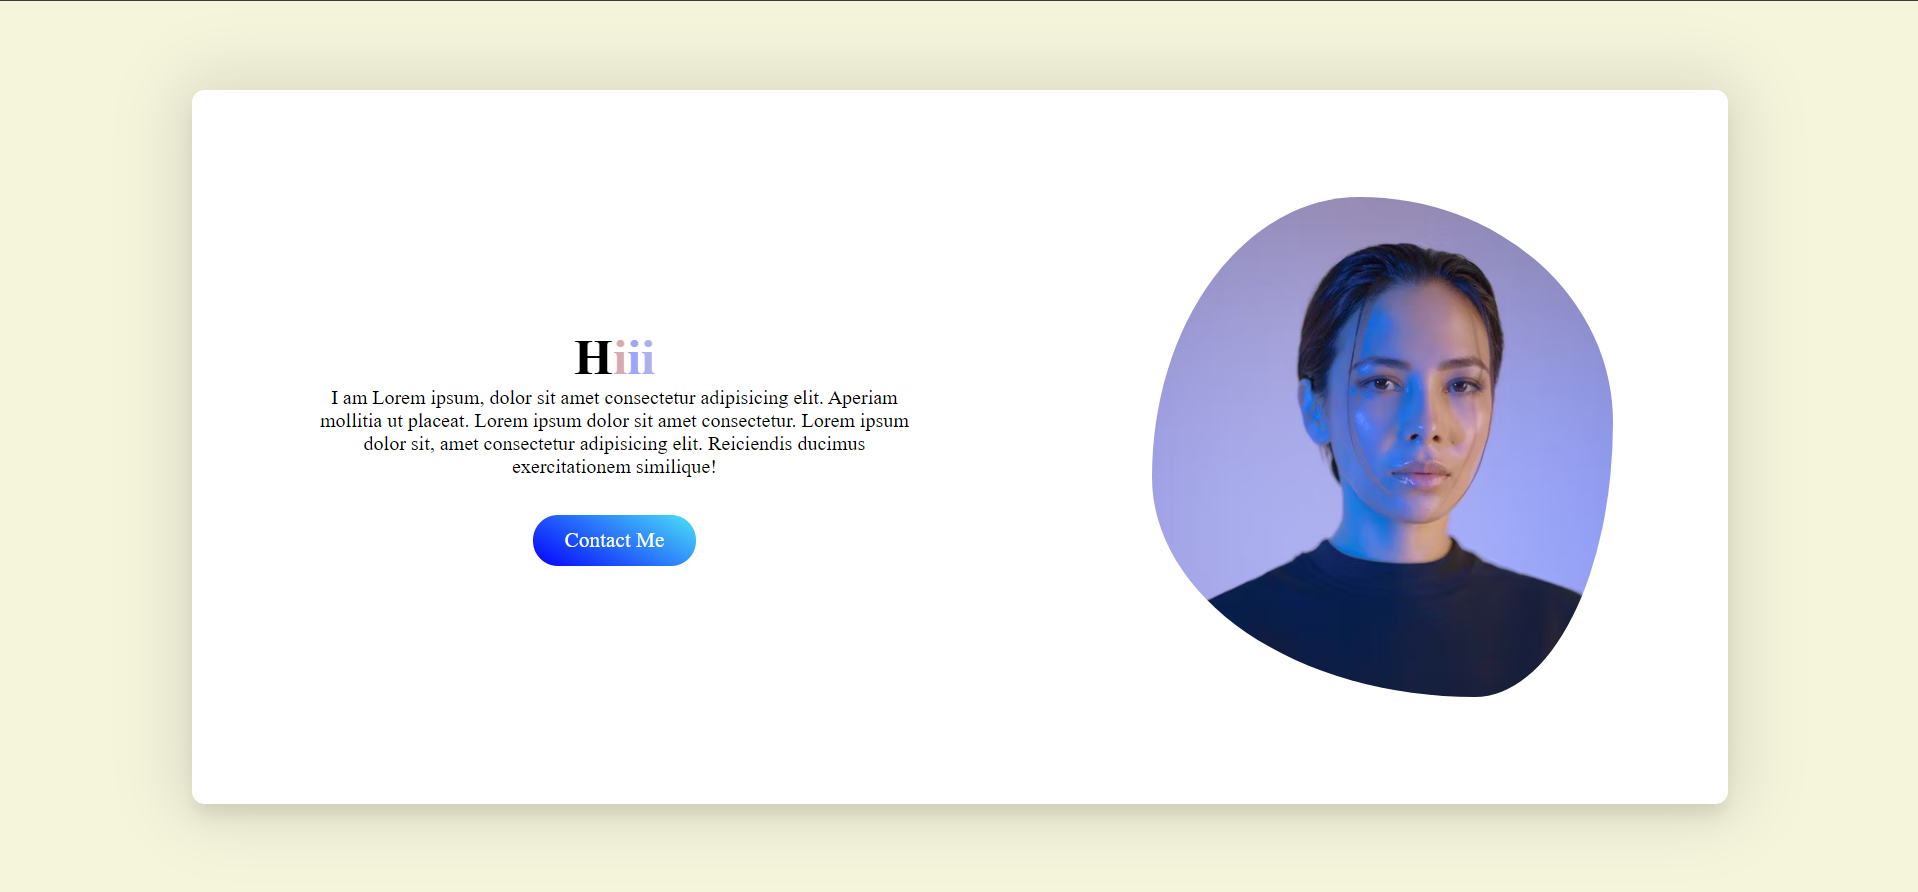 Hiii
I am Lorem ipsum, dolor sit amet consectetur adipisicing elit. Aperiam
mollitia ut placeat. Lorem ipsum dolor sit amet consectetur. Lorem ipsum
dolor sit, amet consectetur adipisicing elit. Reiciendis ducimus
exercitationem similique!
Contact Me